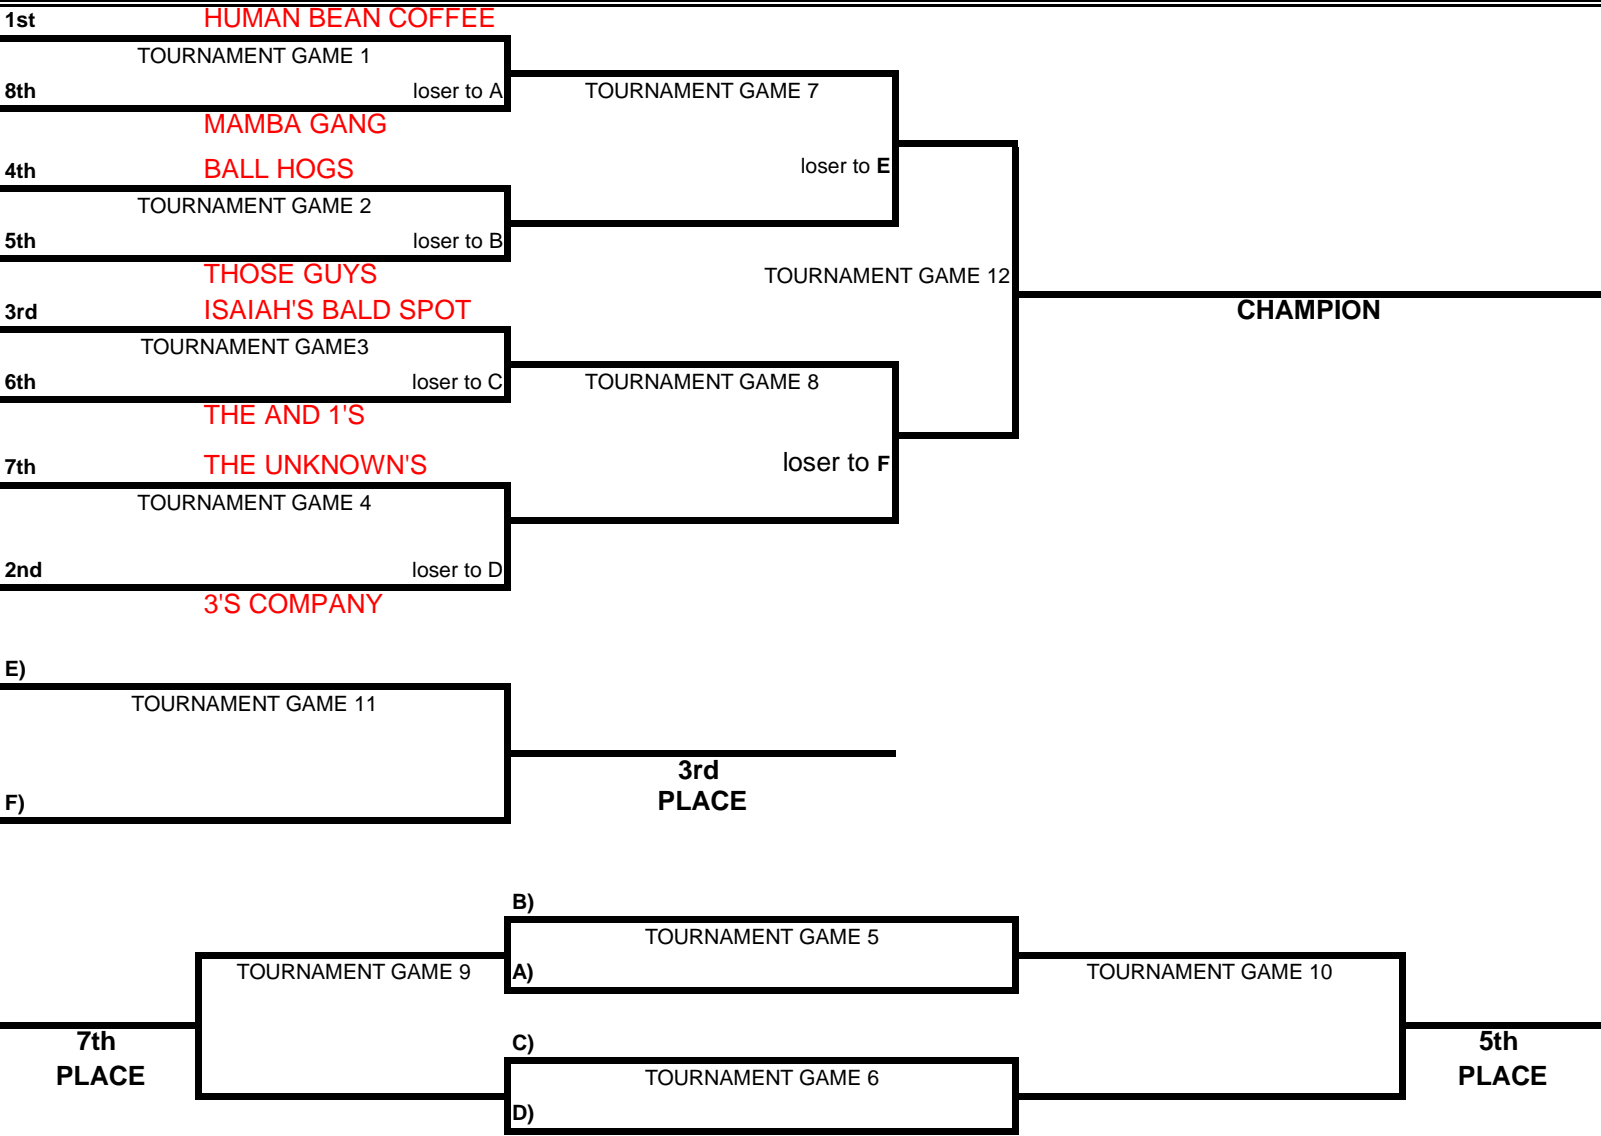 1st HUMAN BEAN COFFEE
TOURNAMENT GAME 1
8th loser to A
TOURNAMENT GAME 7
MAMBA GANG
4th BALL HOGS
loser to E
TOURNAMENT GAME 2
5th loser to B
THOSE GUYS
TOURNAMENT GAME 12
3rd ISAIAH'S BALD SPOT
CHAMPION
TOURNAMENT GAME3
6th loser to C
TOURNAMENT GAME 8
THE AND 1'S
7th THE UNKNOWN'S
loser to F
TOURNAMENT GAME 4
2nd loser to D
3'S COMPANY
E)
TOURNAMENT GAME 11
3rd
PLACE
F)
B)
TOURNAMENT GAME 5
TOURNAMENT GAME 9
A)
TOURNAMENT GAME 10
7th
PLACE
C)
5th
PLACE
TOURNAMENT GAME 6
D)